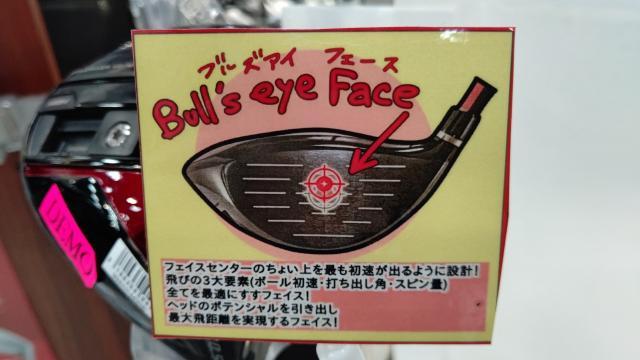 ブルズアイ フェース
Bull's eye Face
フェイスセンターのちょい上を最も初速が出るように設計!
飛びの3大要素(ボール初速・打ち出し角・スピン量)
全てを最適にすすフェイス!
ヘッドのポテンシャルを引き出し
最大飛距離を実現するフェイス!
DEMO